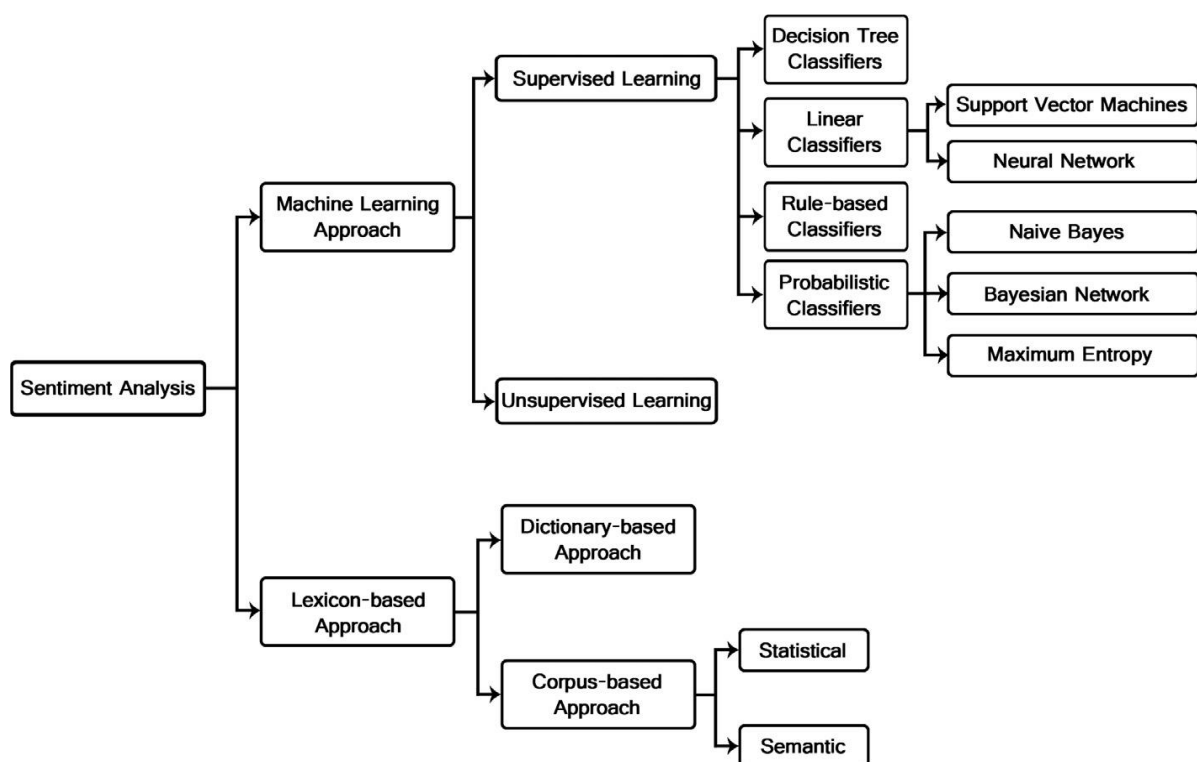 Decision Tree
Classifiers
Supervised Learning
Support Vector Machines
Linear
Classifiers
Neural Network
Machine Learning
Approach
Rule-based
Classifiers
Naive Bayes
Probabilistic
Classifiers
Bayesian Network
Maximum Entropy
Sentiment Analysis
Unsupervised Learning
Dictionary-based
Approach
Lexicon-based
Approach
Statistical
Corpus-based
Approach
Semantic